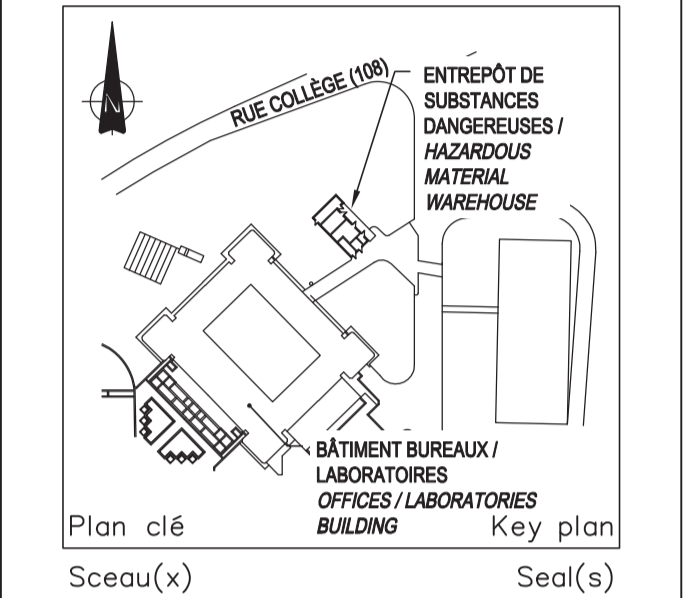 N
RUE COLLÈGE (108)
ENTREPÔT DE
SUBSTANCES
DANGEREUSES /
HAZARDOUS
MATERIAL
WAREHOUSE
BÂTIMENT BUREAUX /
LABORATOIRES
OFFICES / LABORATORIES
BUILDING
Plan clé
Key plan
Sceau(x)
Seal(s)